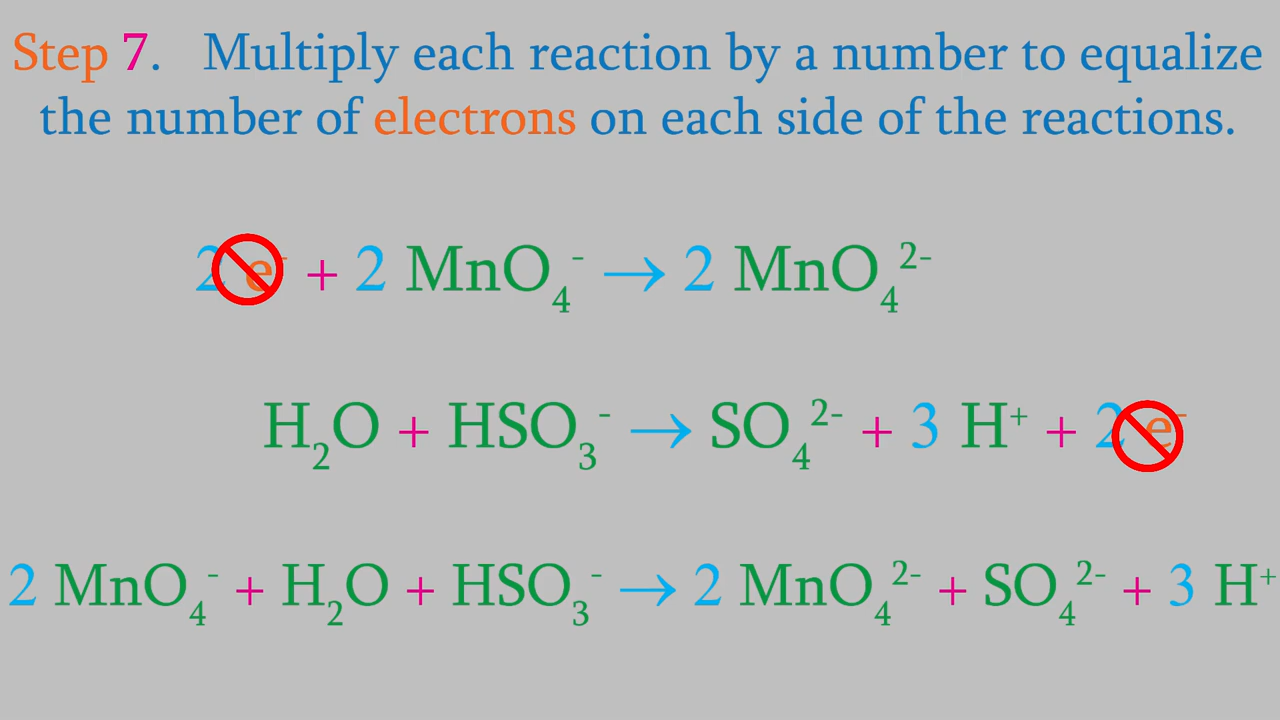 Step 7. Multiply each reaction by a number to equalize
the number of electrons on each side of the reactions.
2 e⁻ + 2 MnO₄⁻ → 2 MnO₄²⁻
H₂O + HSO₃⁻ → SO₄²⁻ + 3 H⁺ + 2 e⁻
2 MnO₄⁻ + H₂O + HSO₃⁻ → 2 MnO₄²⁻ + SO₄²⁻ + 3 H⁺